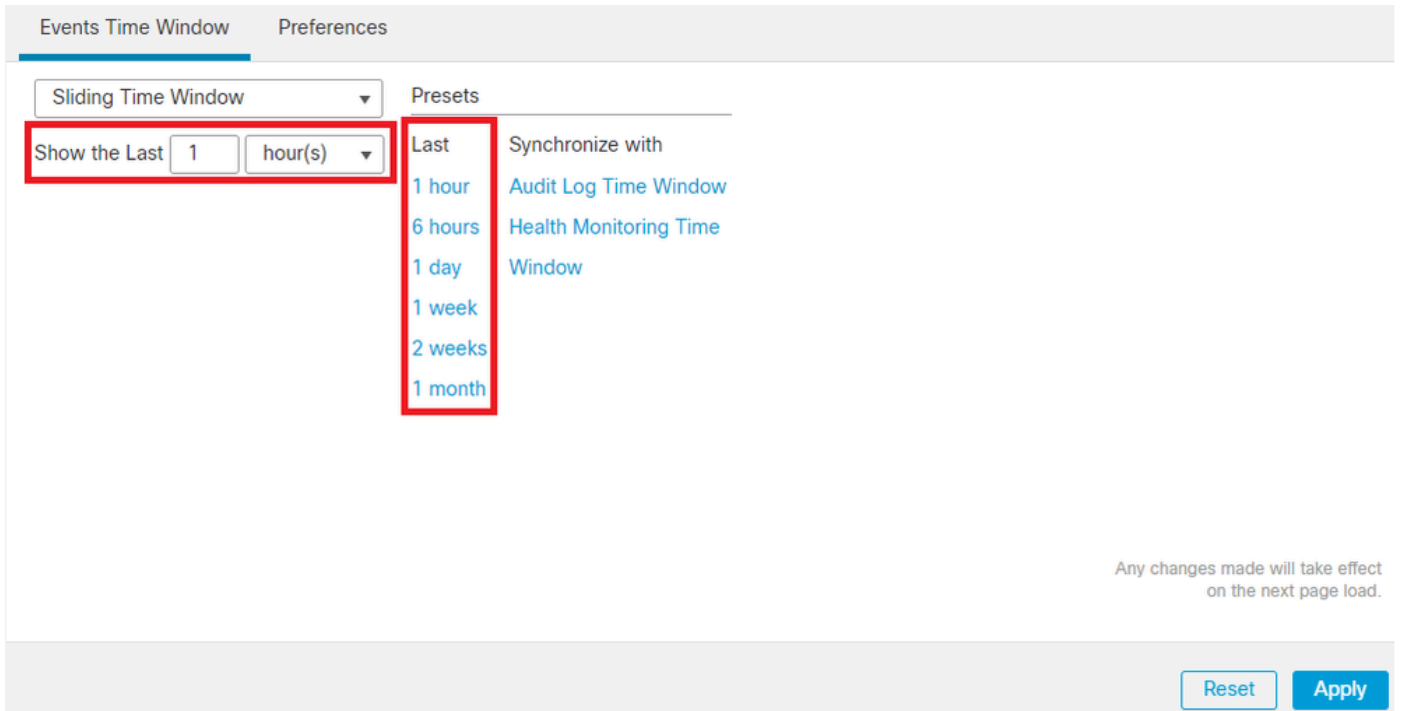 Events Time Window Preferences
Sliding Time Window
Show the Last 1 hour(s)
Presets
Last
1 hour
6 hours
1 day
1 week
2 weeks
1 month
Synchronize with
Audit Log Time Window
Health Monitoring Time
Window
Any changes made will take effect
on the next page load.
Reset Apply